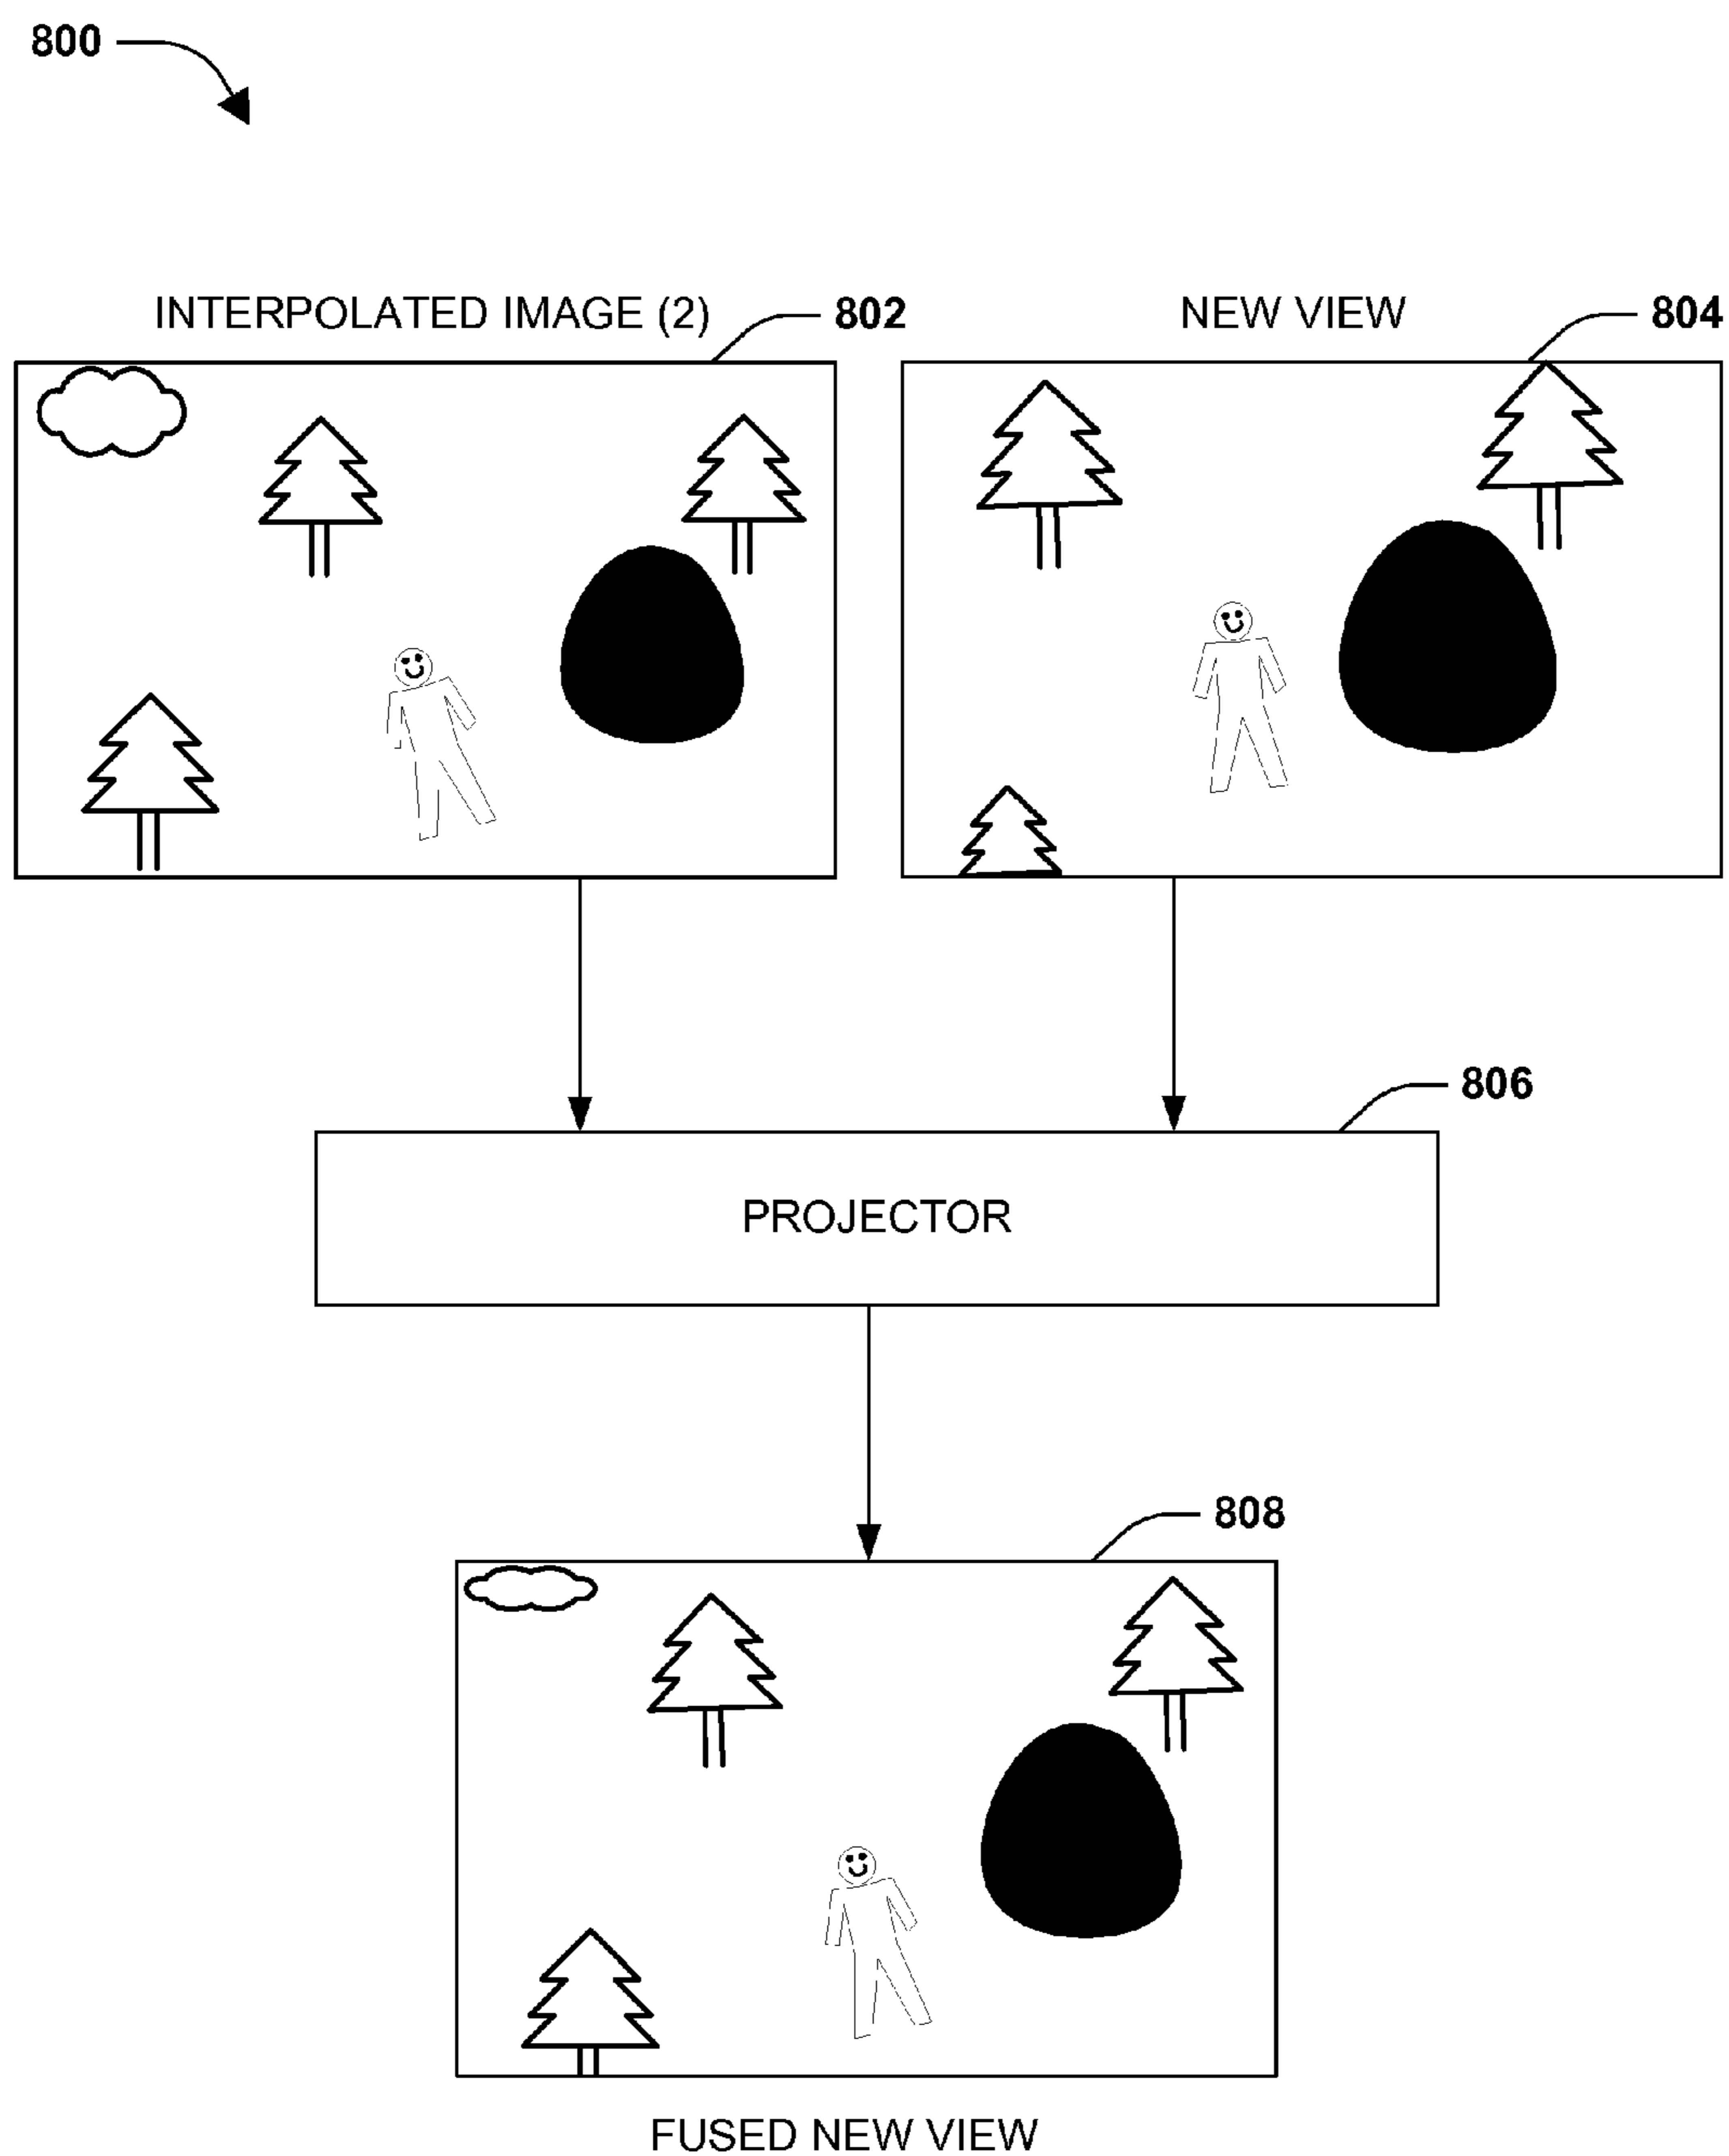 800
INTERPOLATED IMAGE (2)
802
NEW VIEW
804
806
PROJECTOR
808
FUSED NEW VIEW